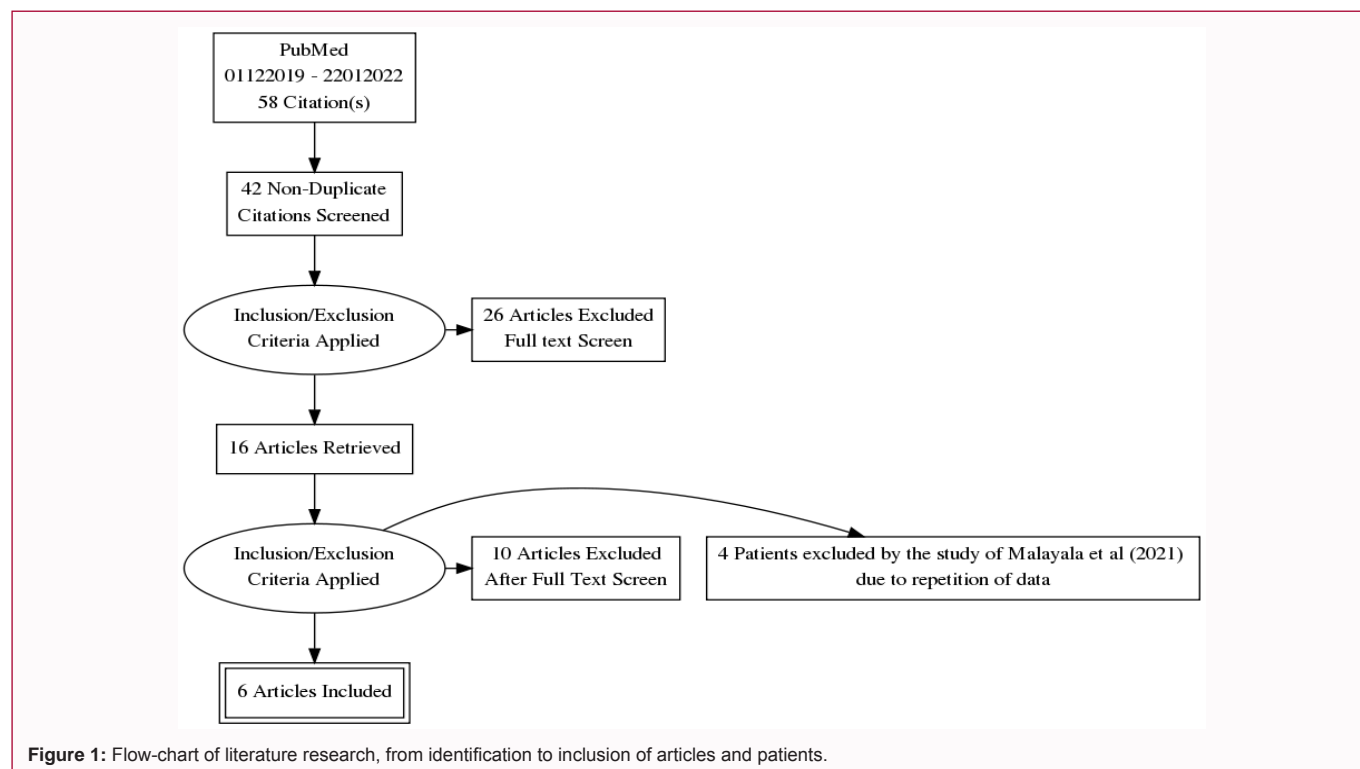 PubMed
01122019 - 22012022
58 Citation(s)
42 Non-Duplicate
Citations Screened
Inclusion/Exclusion
Criteria Applied
26 Articles Excluded
Full text Screen
16 Articles Retrieved
Inclusion/Exclusion
Criteria Applied
10 Articles Excluded
After Full Text Screen
4 Patients excluded by the study of Malayala et al (2021)
due to repetition of data
6 Articles Included
Figure 1: Flow-chart of literature research, from identification to inclusion of articles and patients.